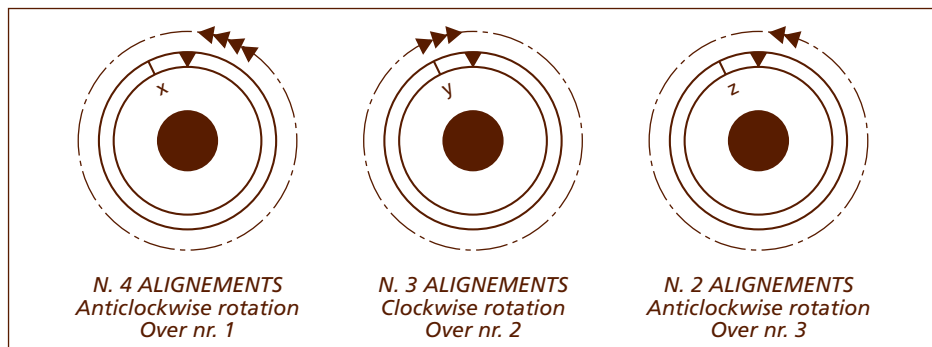 x
y
z
N. 4 ALIGNEMENTS
Anticlockwise rotation
Over nr. 1
N. 3 ALIGNEMENTS
Clockwise rotation
Over nr. 2
N. 2 ALIGNEMENTS
Anticlockwise rotation
Over nr. 3